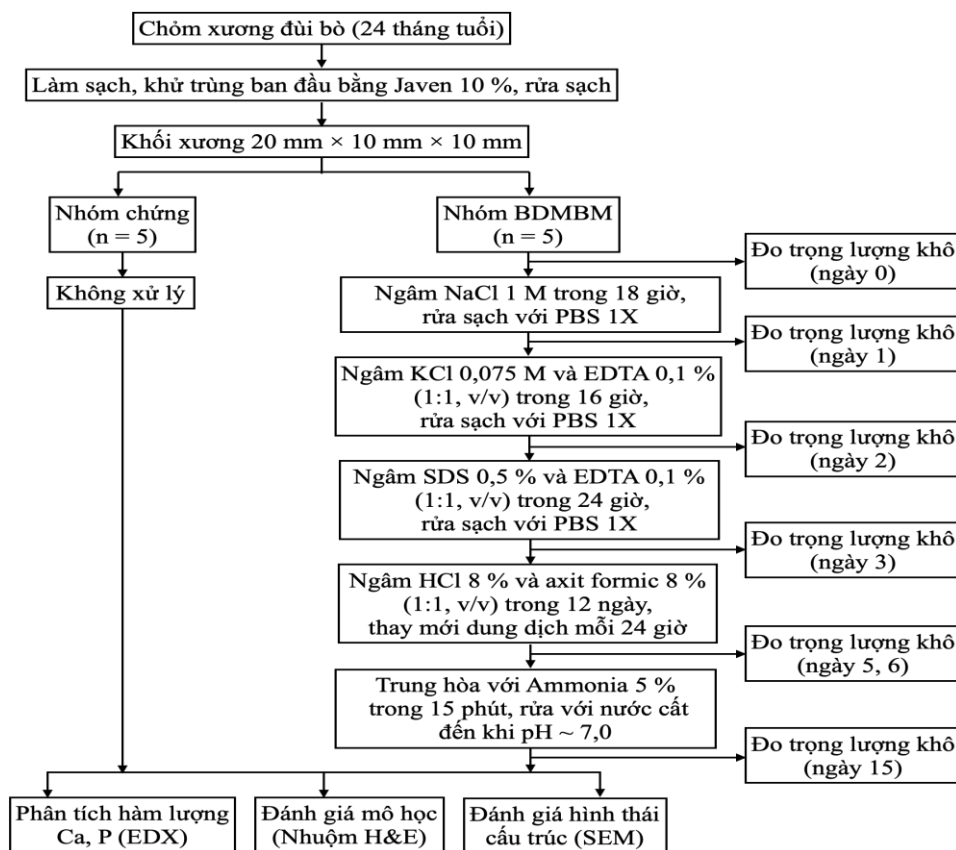 Chỏm xương đùi bò (24 tháng tuổi)
Làm sạch, khử trùng ban đầu bằng Javen 10 %, rửa sạch
Khối xương 20 mm × 10 mm × 10 mm
Nhóm chứng
(n = 5)
Không xử lý
Nhóm BDMBM
(n = 5)
Đo trọng lượng khô
(ngày 0)
Ngâm NaCl 1 M trong 18 giờ,
rửa sạch với PBS 1X
Đo trọng lượng khô
(ngày 1)
Ngâm KCl 0,075 M và EDTA 0,1 %
(1:1, v/v) trong 16 giờ,
rửa sạch với PBS 1X
Đo trọng lượng khô
(ngày 2)
Ngâm SDS 0,5 % và EDTA 0,1 %
(1:1, v/v) trong 24 giờ,
rửa sạch với PBS 1X
Đo trọng lượng khô
(ngày 3)
Ngâm HCl 8 % và axit formic 8 %
(1:1, v/v) trong 12 ngày,
thay mới dung dịch mỗi 24 giờ
Đo trọng lượng khô
(ngày 5, 6)
Trung hòa với Ammonia 5 %
trong 15 phút, rửa với nước cất
đến khi pH ~ 7,0
Đo trọng lượng khô
(ngày 15)
Phân tích hàm lượng
Ca, P (EDX)
Đánh giá mô học
(Nhuộm H&E)
Đánh giá hình thái
cấu trúc (SEM)